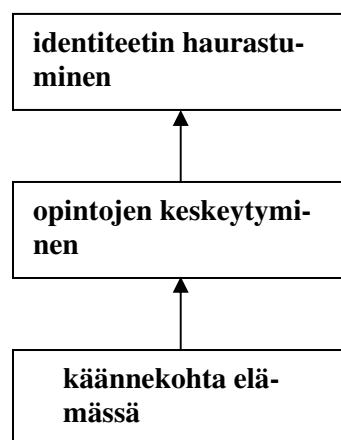 identiteetin haurastu-
minen
opintojen keskeytymi-
nen
käännekohta elä-
mässä